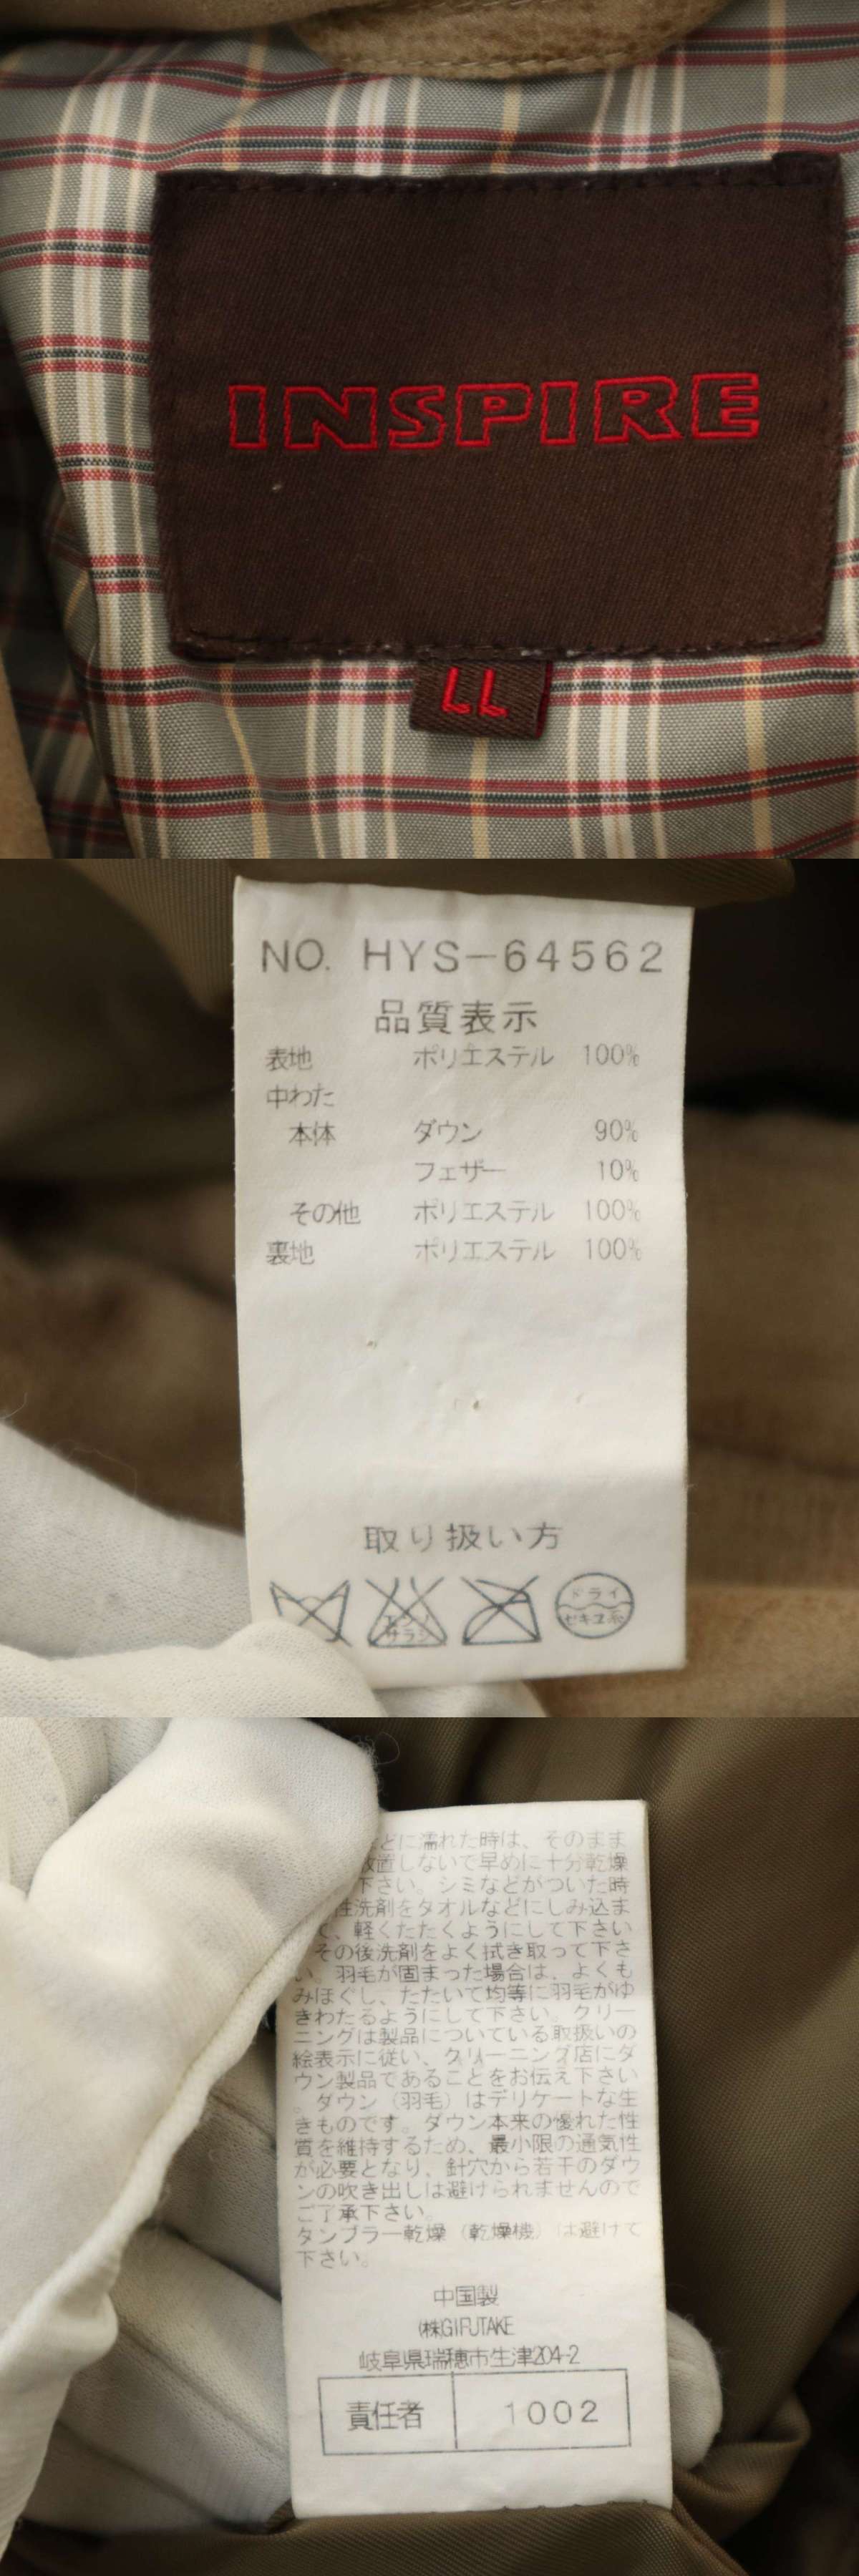 INSPIRE
LL
NO. HYS-64562
品質表示
表地 ポリエステル 100%
中わた
本体 ダウン 90%
フェザー 10%
その他 ポリエステル 100%
裏地 ポリエステル 100%
取り扱い方
ドライ
セキユ系
サラシ
どに濡れた時は、そのまま
放置しないで早めに十分乾燥
下さい。シミなどがついた時
性洗剤をタオルなどにしみ込ま
て、軽くたたくようにして下さい
その後洗剤をよく拭き取って下さ
い。羽毛が固まった場合は、よくも
みほぐし、たたいて均等に羽毛がゆ
きわたるようにして下さい。クリー
ニングは製品についている取扱いの
絵表示に従い、クリーニング店にダ
ウン製品であることをお伝え下さい
。ダウン(羽毛)はデリケートな生
きものです。ダウン本来の優れた性
質を維持するため、最小限の通気性
が必要となり、針穴から若干のダウ
ンの吹き出しは避けられませんので
ご了承下さい。
タンブラー乾燥(乾燥機)は避けて
下さい。
中国製
(株)GIFUTAKE
岐阜県瑞穂市生津204-2
責任者 1002